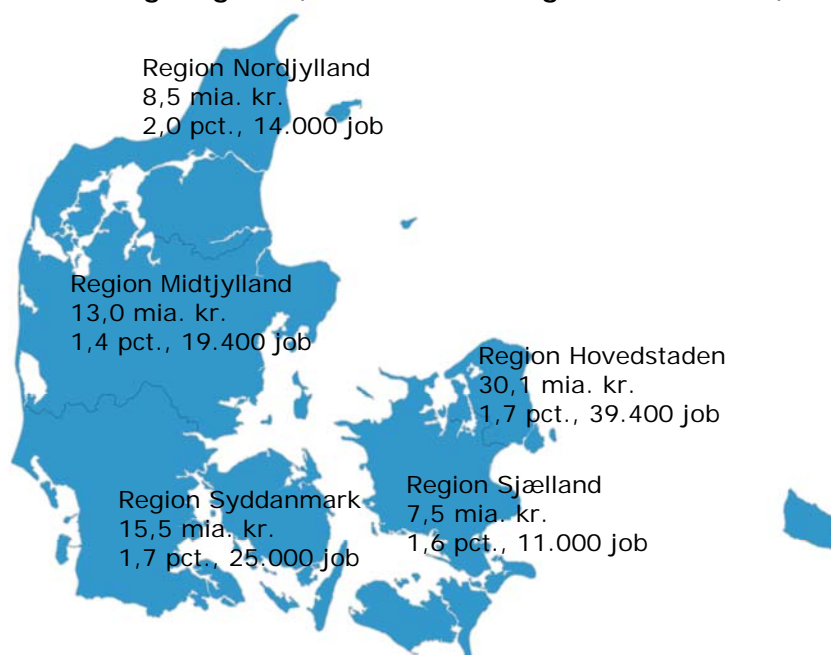 Region Nordjylland
8,5 mia. kr.
2,0 pct., 14.000 job
Region Midtjylland
13,0 mia. kr.
1,4 pct., 19.400 job
Region Hovedstaden
30,1 mia. kr.
1,7 pct., 39.400 job
Region Syddanmark
15,5 mia. kr.
1,7 pct., 25.000 job
Region Sjælland
7,5 mia. kr.
1,6 pct., 11.000 job